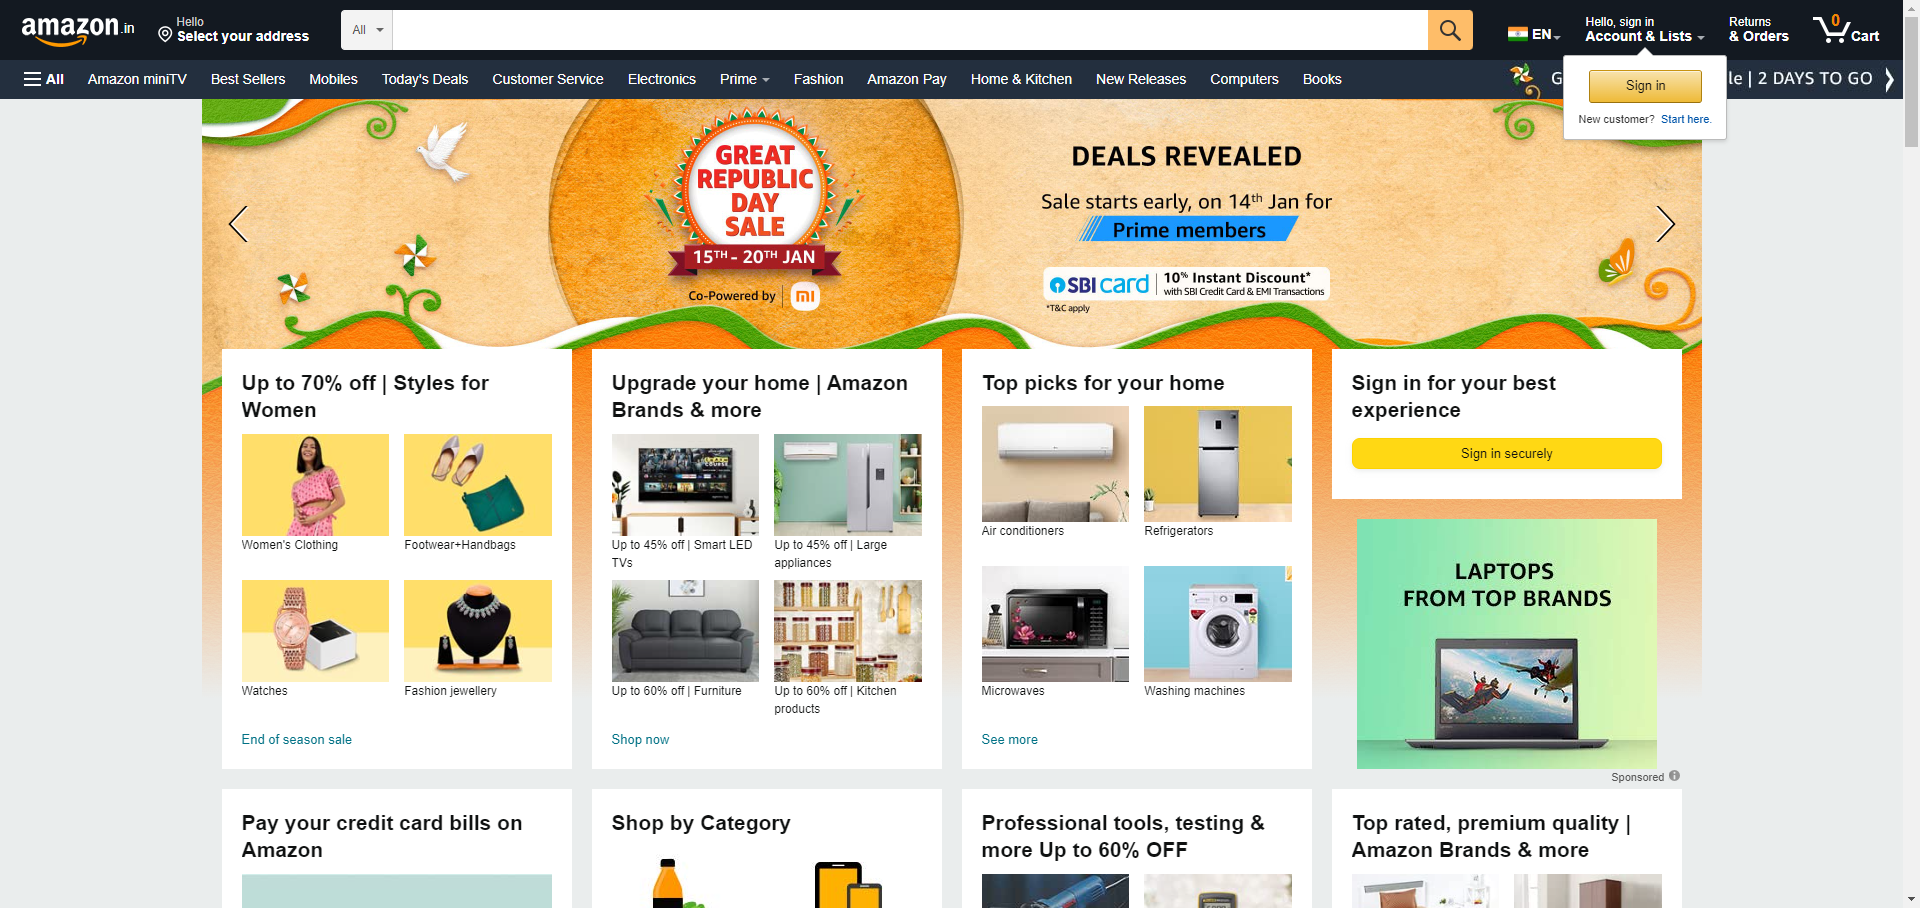 amazon.in
Hello
Select your address
All
EN
Hello, sign in
Account & Lists
Returns
& Orders
0
Cart
All
Amazon miniTV
Best Sellers
Mobiles
Today's Deals
Customer Service
Electronics
Prime
Fashion
Amazon Pay
Home & Kitchen
New Releases
Computers
Books
G
le | 2 DAYS TO GO
Sign in
New customer? Start here.
GREAT
REPUBLIC
DAY
SALE
15TH - 20TH JAN
Co-Powered by
mi
DEALS REVEALED
Sale starts early, on 14th Jan for
Prime members
SBI card
10% Instant Discount*
with SBI Credit Card & EMI Transactions
*T&C apply
Up to 70% off | Styles for
Women
Women's Clothing
Footwear+Handbags
Watches
Fashion jewellery
End of season sale
Upgrade your home | Amazon
Brands & more
Up to 45% off | Smart LED
TVs
Up to 45% off | Large
appliances
Up to 60% off | Furniture
Up to 60% off | Kitchen
products
Shop now
Top picks for your home
Air conditioners
Refrigerators
Microwaves
Washing machines
See more
Sign in for your best
experience
Sign in securely
LAPTOPS
FROM TOP BRANDS
Sponsored
Pay your credit card bills on
Amazon
Shop by Category
Professional tools, testing &
more Up to 60% OFF
Top rated, premium quality |
Amazon Brands & more